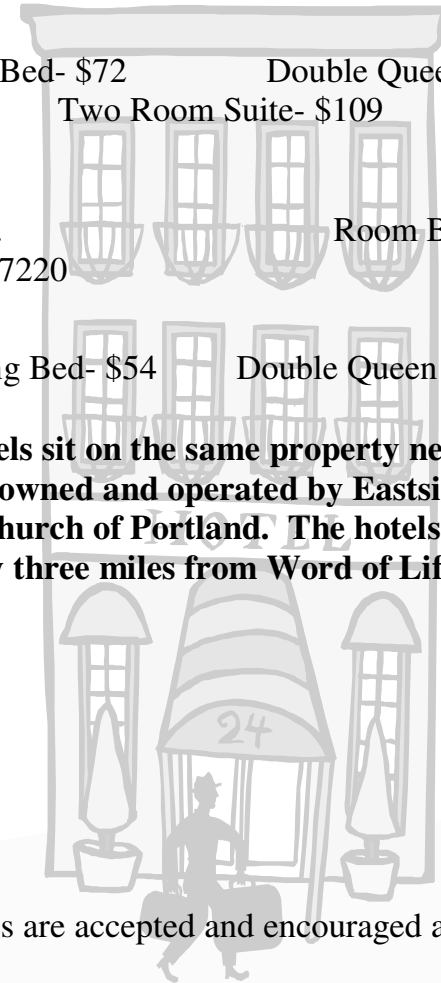 Bed- $72 Double Quee
Two Room Suite- $109
Room B
7220
ng Bed- $54 Double Queen
els sit on the same property ne
owned and operated by Eastsi
hurch of Portland. The hotels
three miles from Word of Lif
HOTEL
24
s are accepted and encouraged a